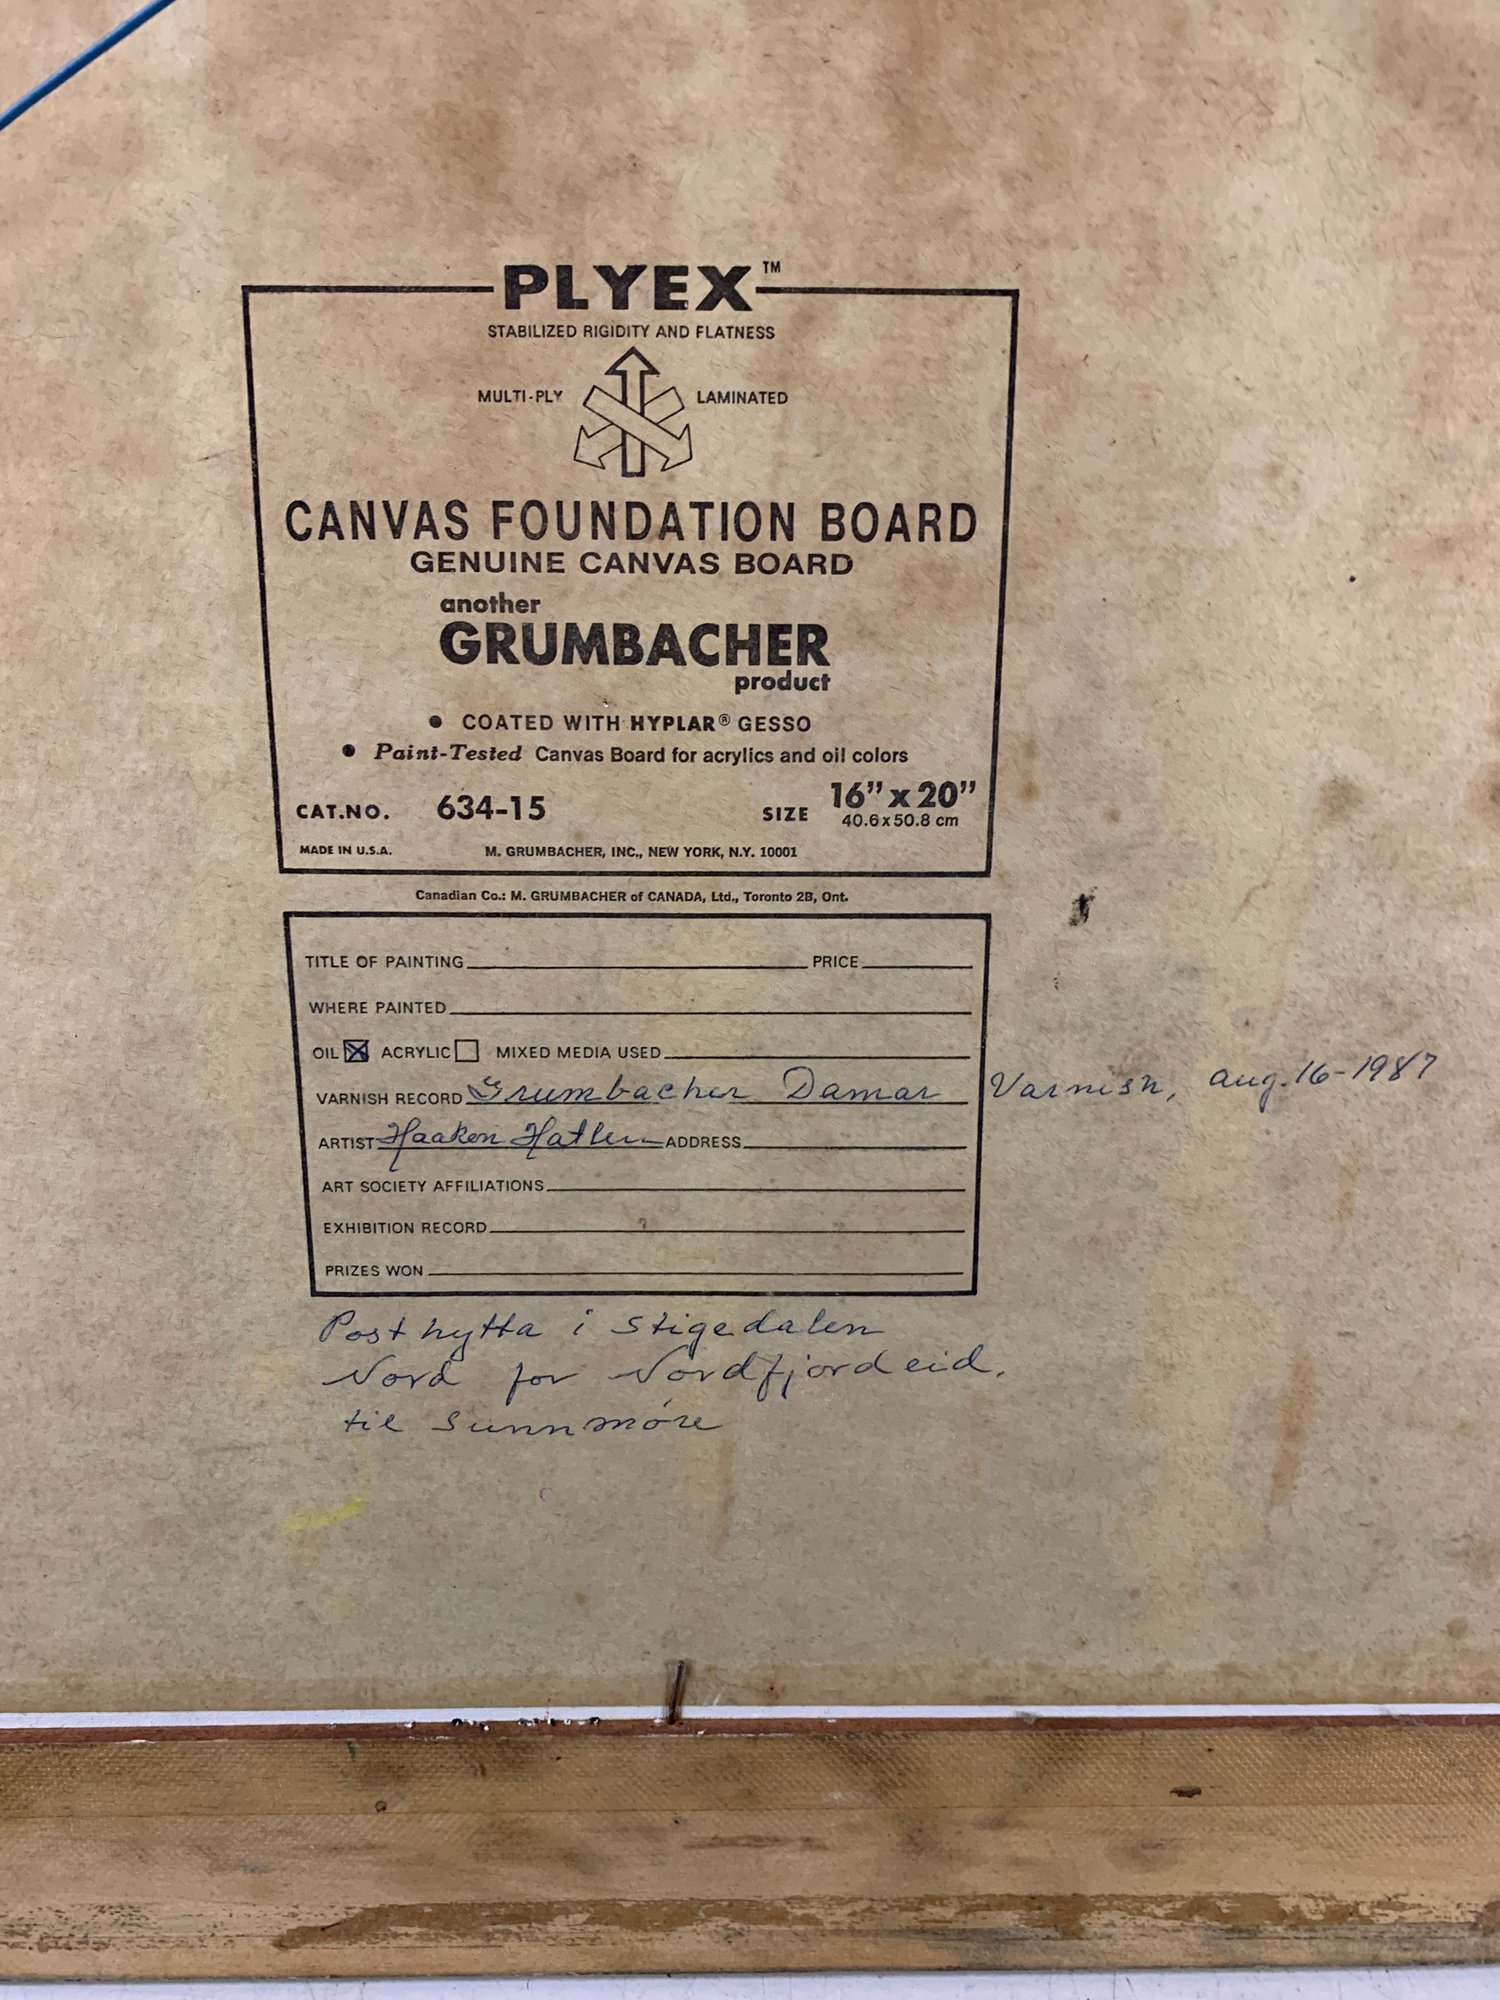 PLYEX™
STABILIZED RIGIDITY AND FLATNESS
MULTI-PLY LAMINATED
CANVAS FOUNDATION BOARD
GENUINE CANVAS BOARD
another
GRUMBACHER
product
• COATED WITH HYPLAR® GESSO
• Paint-Tested Canvas Board for acrylics and oil colors
CAT.NO. 634-15 SIZE 16" x 20"
40.6x50.8 cm
MADE IN U.S.A. M. GRUMBACHER, INC., NEW YORK, N.Y. 10001
Canadian Co.: M. GRUMBACHER of CANADA, Ltd., Toronto 2B, Ont.
TITLE OF PAINTING PRICE
WHERE PAINTED
OIL ☒ ACRYLIC ☐ MIXED MEDIA USED
VARNISH RECORD Grumbacher Damar Varnish, aug. 16-1987
ARTIST Haakon Hatlen ADDRESS
ART SOCIETY AFFILIATIONS
EXHIBITION RECORD
PRIZES WON
Posthytta i Stigedalen
Nord for Nordfjordeid.
til Sunnmóre